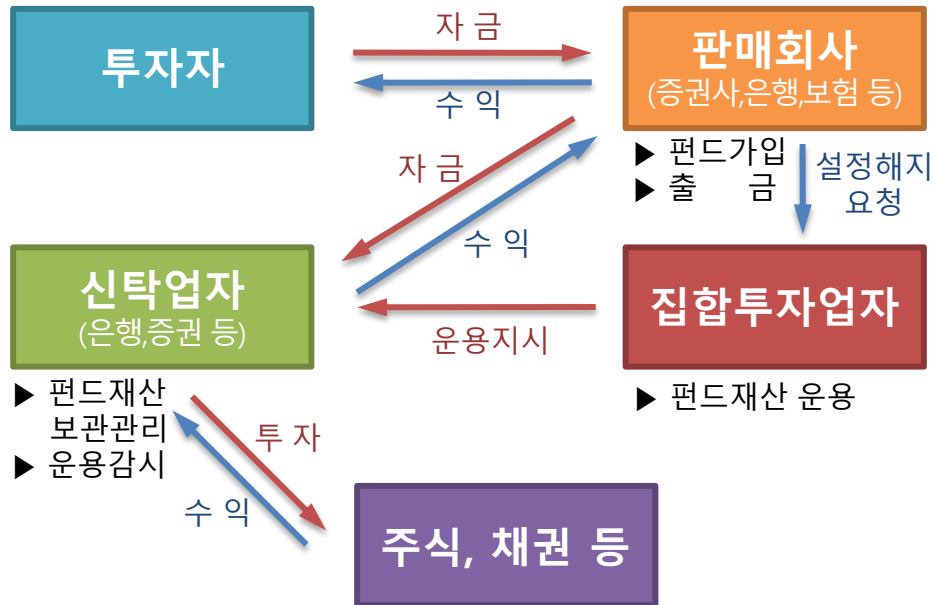 투자자
자 금
수 익
판매회사
(증권사,은행,보험 등)
▶ 펀드가입
▶ 출 금
설정해지
요청
자 금
수 익
신탁업자
(은행,증권 등)
운용지시
집합투자업자
▶ 펀드재산
보관관리
▶ 운용감시
▶ 펀드재산 운용
투 자
수 익
주식, 채권 등